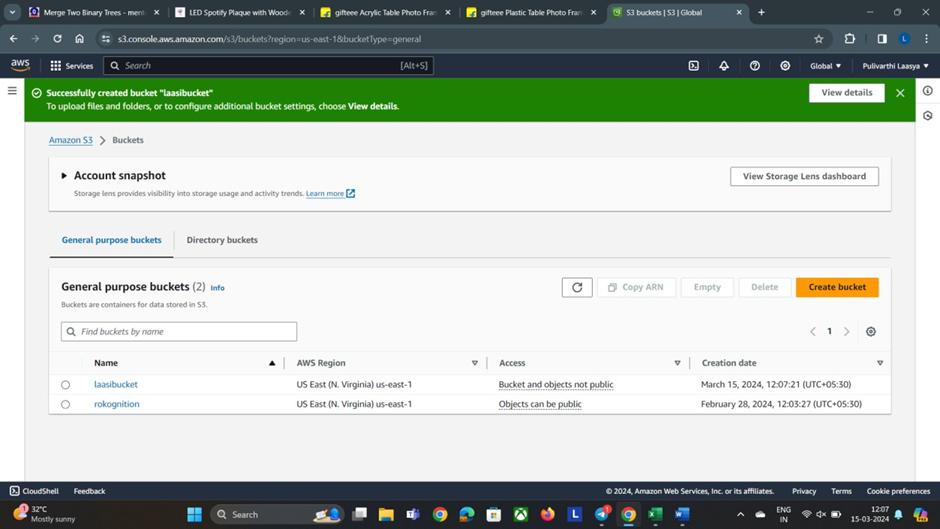 Merge Two Binary Trees - ment
LED Spotify Plaque with Woode
gifteee Acrylic Table Photo Fram
gifteee Plastic Table Photo Fram
S3 buckets | S3 | Global
s3.console.aws.amazon.com/s3/buckets?region=us-east-1&bucketType=general
L
aws
Services
Search
[Alt+S]
Global
Pulivarthi Laasya
Successfully created bucket "laasibucket"
To upload files and folders, or to configure additional bucket settings, choose View details.
View details
Amazon S3 > Buckets
Account snapshot
Storage lens provides visibility into storage usage and activity trends. Learn more
View Storage Lens dashboard
General purpose buckets
Directory buckets
General purpose buckets (2) Info
Buckets are containers for data stored in S3.
Copy ARN
Empty
Delete
Create bucket
Find buckets by name
1
Name AWS Region Access Creation date
laasibucket US East (N. Virginia) us-east-1 Bucket and objects not public March 15, 2024, 12:07:21 (UTC+05:30)
rokognition US East (N. Virginia) us-east-1 Objects can be public February 28, 2024, 12:03:27 (UTC+05:30)
CloudShell Feedback © 2024, Amazon Web Services, Inc. or its affiliates. Privacy Terms Cookie preferences
32°C
Mostly sunny
Search
ENG
IN
12:07
15-03-2024